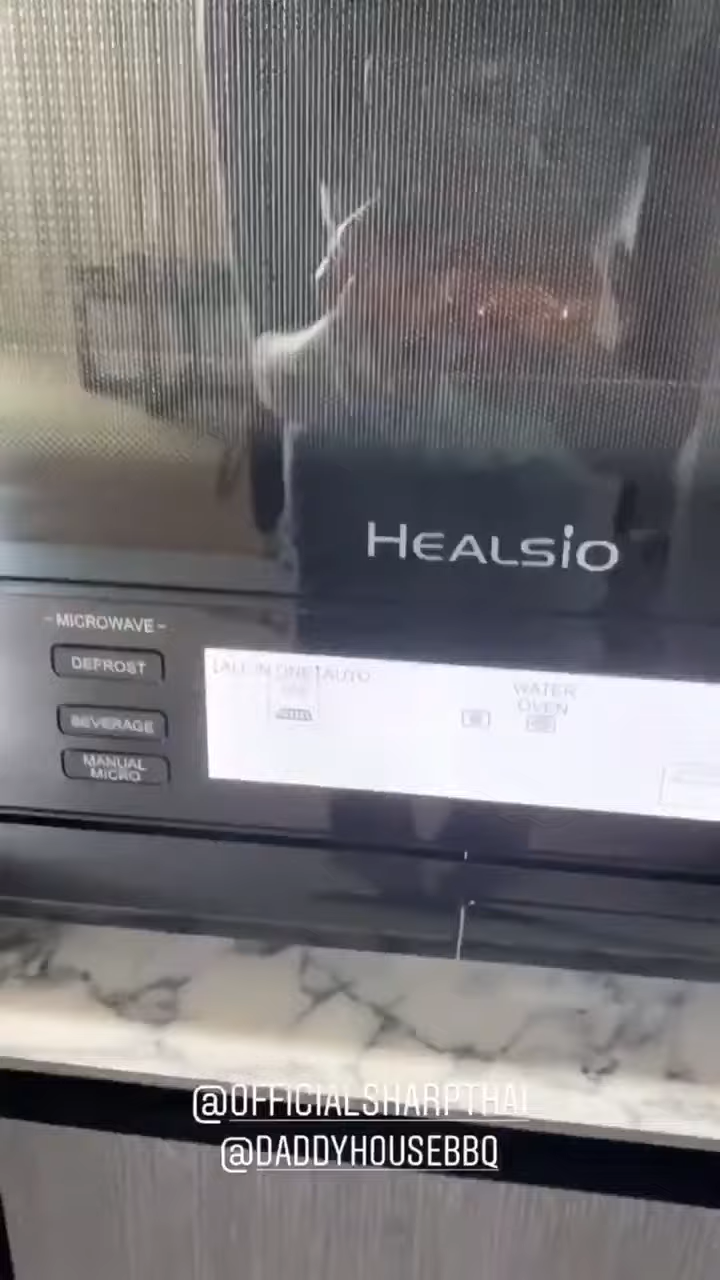 HEALSIO
-MICROWAVE-
DEFROST
BEVERAGE
MANUAL
MICRO
[ALL IN ONE] AUTO
WATER
OVEN
@OFFICIALSHARPTHAI
@DADDYHOUSEBBQ